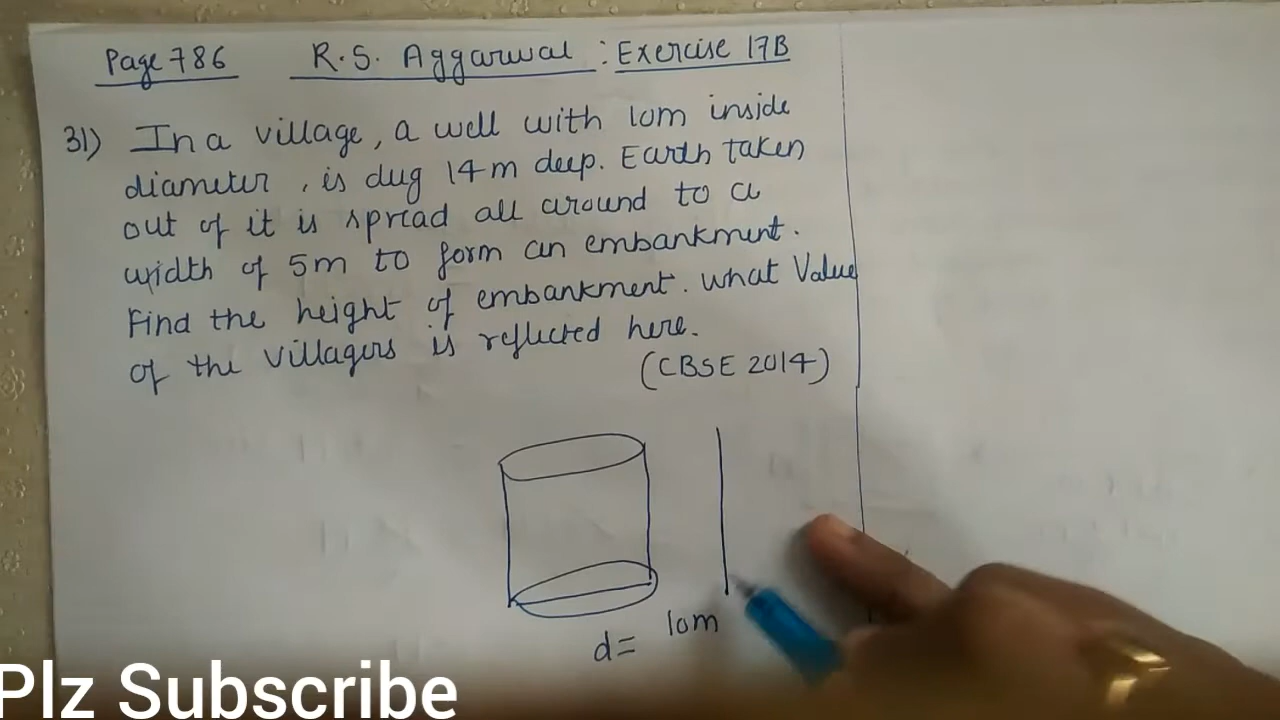 Page 786 R.S. Aggarwal : Exercise 17B
31) In a village, a well with 10m inside
diameter, is dug 14m deep. Earth taken
out of it is spread all around to a
width of 5m to form an embankment.
Find the height of embankment. what Value
of the villagers is reflected here.
(CBSE 2014)
d= 10m
Plz Subscribe